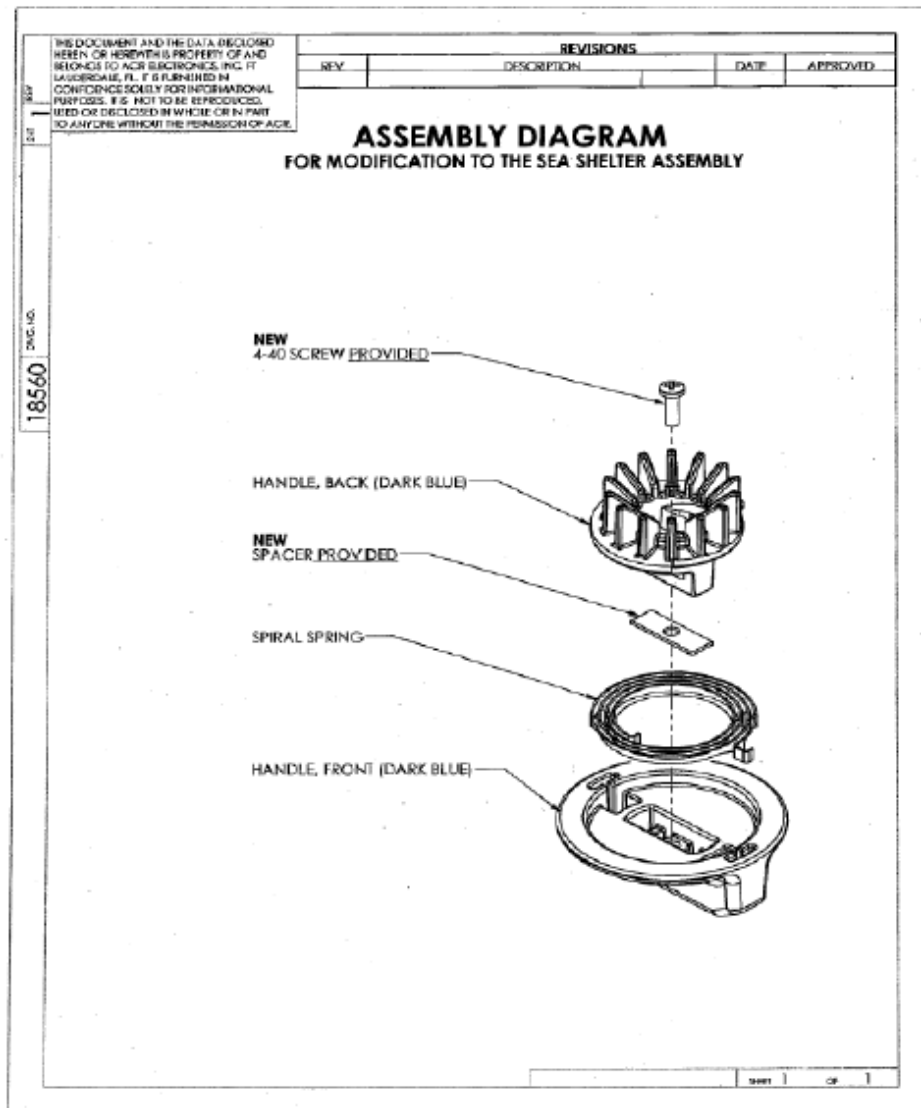 THIS DOCUMENT AND THE DATA DISCLOSED
HEREIN OR HEREWITH IS PROPERTY OF AND
BELONGS TO ACR ELECTRONICS, INC. FT
LAUDERDALE, FL. IT IS FURNISHED IN
CONFIDENCE SOLELY FOR INFORMATIONAL
PURPOSES. IT IS NOT TO BE REPRODUCED,
USED OR DISCLOSED IN WHOLE OR IN PART
TO ANYONE WITHOUT THE PERMISSION OF ACR.
REVISIONS
REV DESCRIPTION DATE APPROVED
REV
SHT 1
DWG. NO.
18560
ASSEMBLY DIAGRAM
FOR MODIFICATION TO THE SEA SHELTER ASSEMBLY
NEW
4-40 SCREW PROVIDED
HANDLE, BACK (DARK BLUE)
NEW
SPACER PROVIDED
SPIRAL SPRING
HANDLE, FRONT (DARK BLUE)
SHEET 1 OF 1